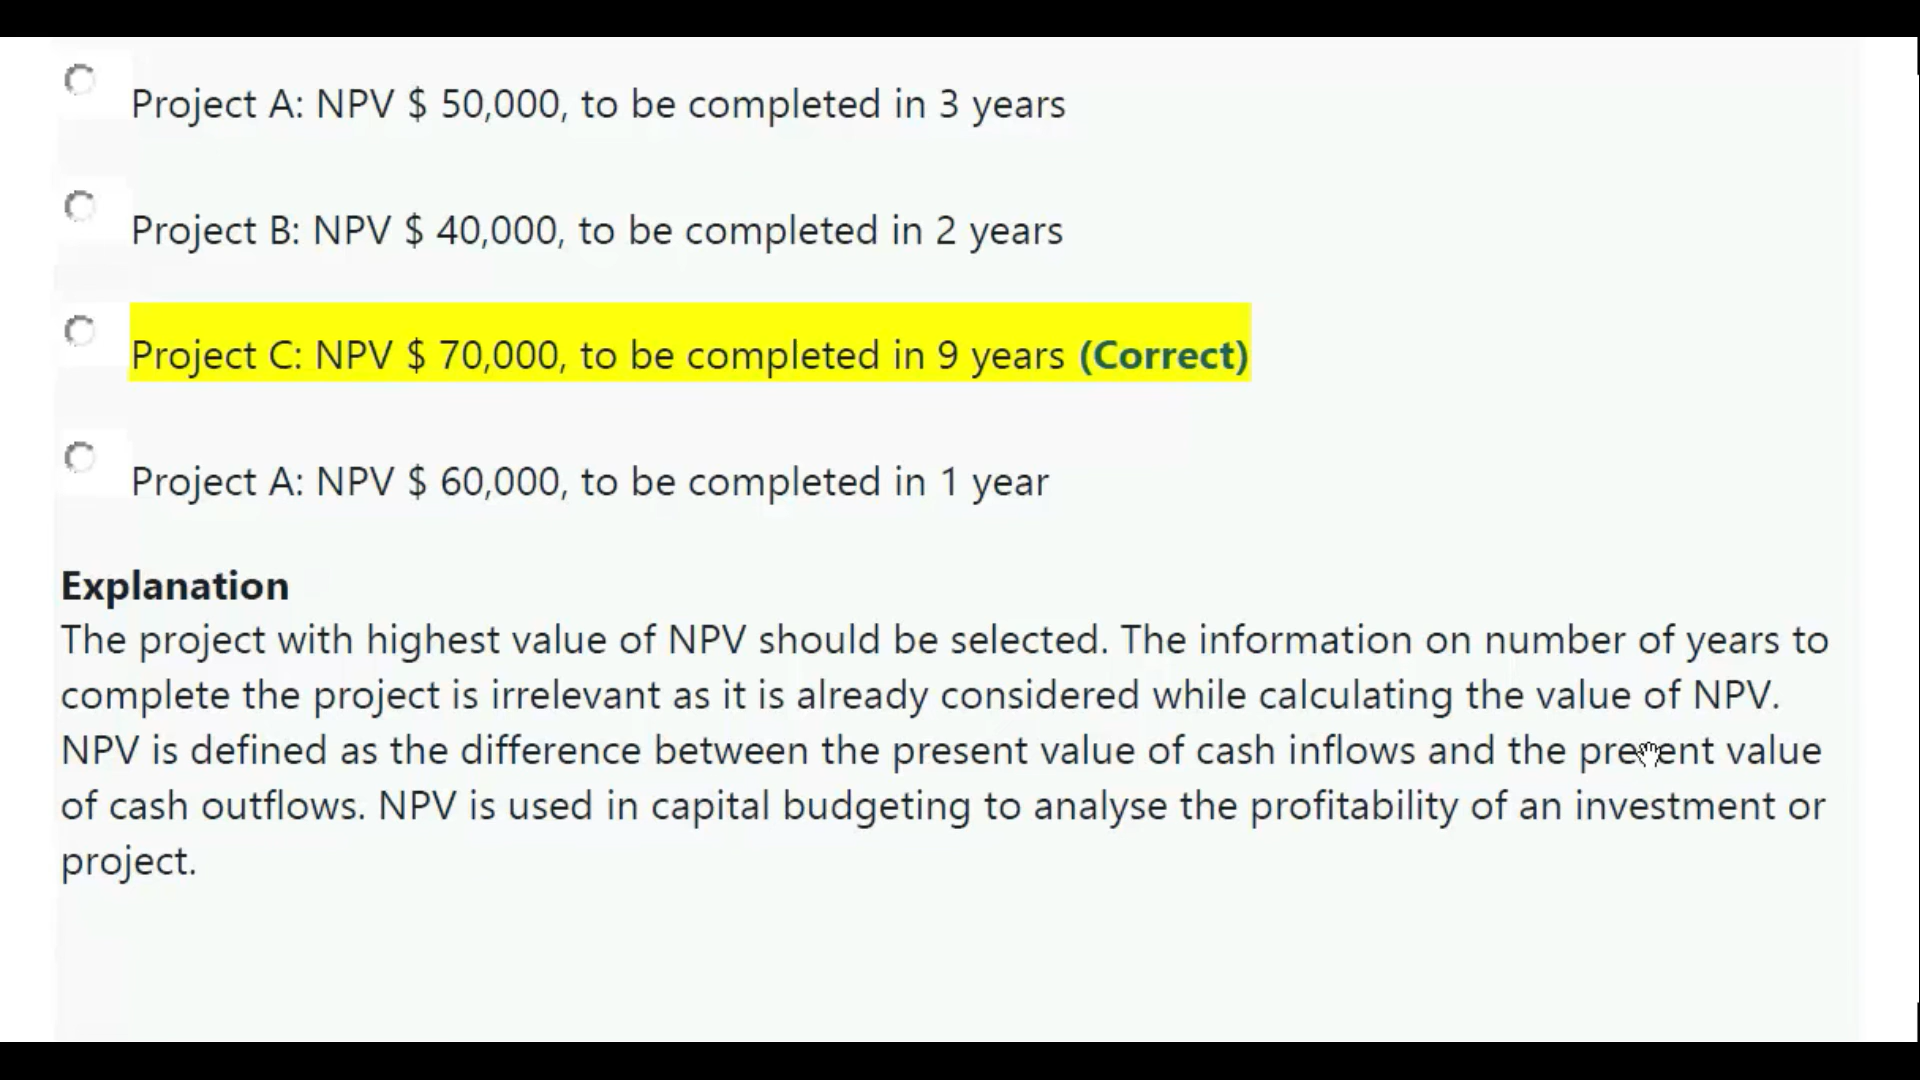 Project A: NPV $ 50,000, to be completed in 3 years
Project B: NPV $ 40,000, to be completed in 2 years
Project C: NPV $ 70,000, to be completed in 9 years (Correct)
Project A: NPV $ 60,000, to be completed in 1 year
Explanation
The project with highest value of NPV should be selected. The information on number of years to
complete the project is irrelevant as it is already considered while calculating the value of NPV.
NPV is defined as the difference between the present value of cash inflows and the present value
of cash outflows. NPV is used in capital budgeting to analyse the profitability of an investment or
project.